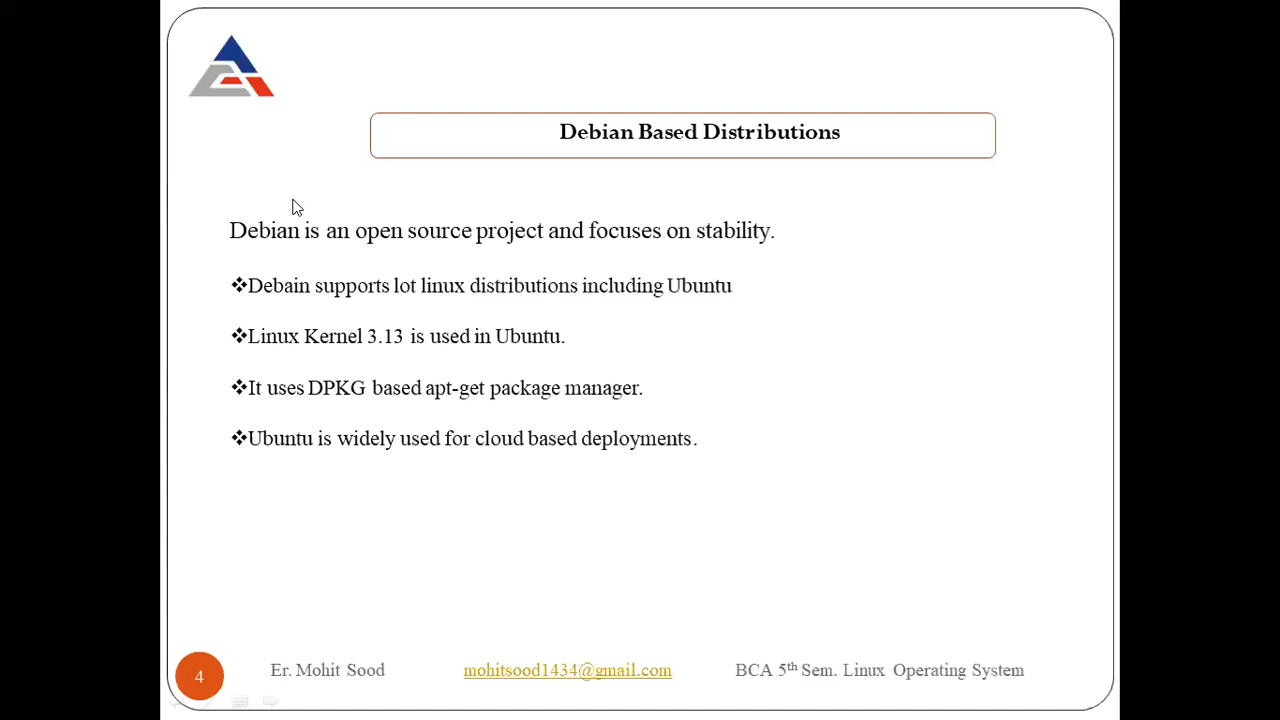 Debian Based Distributions
Debian is an open source project and focuses on stability.
❖Debain supports lot linux distributions including Ubuntu
❖Linux Kernel 3.13 is used in Ubuntu.
❖It uses DPKG based apt-get package manager.
❖Ubuntu is widely used for cloud based deployments.
4 Er. Mohit Sood mohitsood1434@gmail.com BCA 5th Sem. Linux Operating System